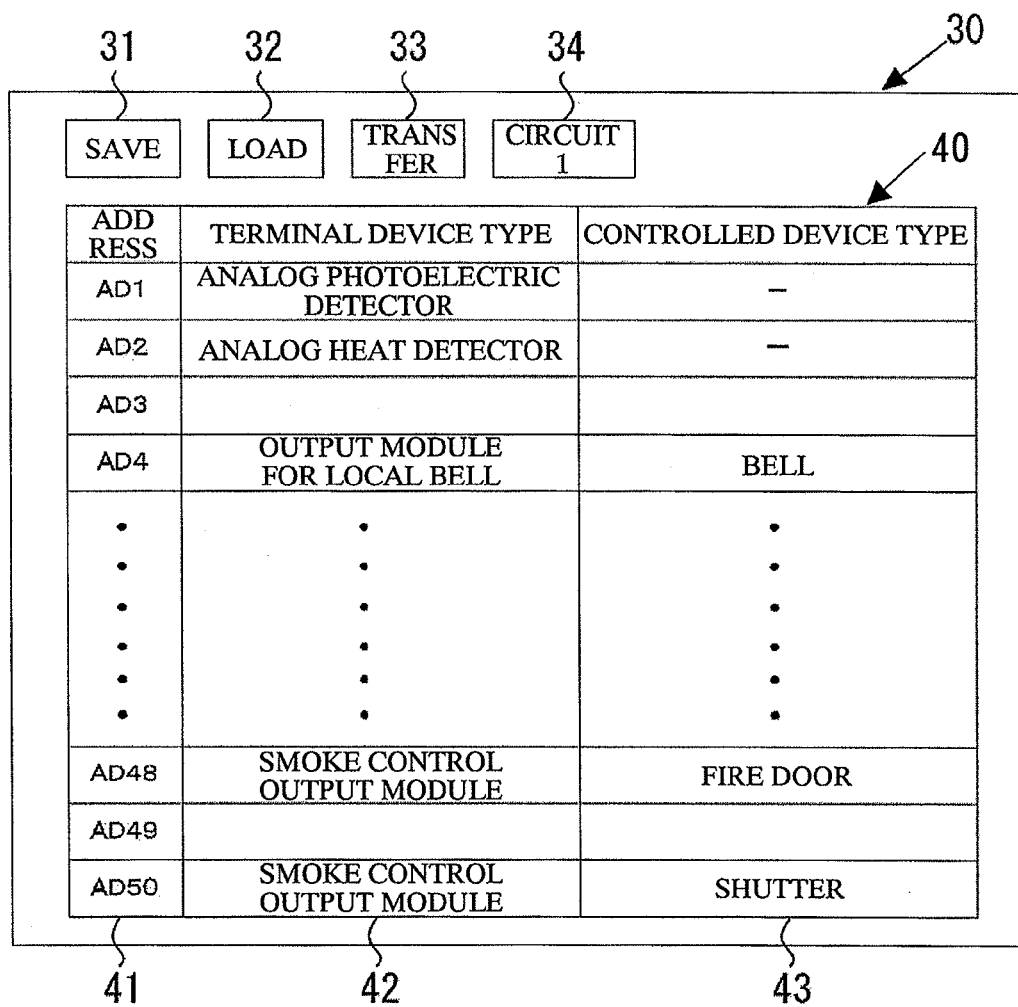 31 32 33 34 30
SAVE LOAD TRANS
FER CIRCUIT
1
40
ADD
RESS TERMINAL DEVICE TYPE CONTROLLED DEVICE TYPE
AD1 ANALOG PHOTOELECTRIC
DETECTOR –
AD2 ANALOG HEAT DETECTOR –
AD3
AD4 OUTPUT MODULE
FOR LOCAL BELL BELL
AD48 SMOKE CONTROL
OUTPUT MODULE FIRE DOOR
AD49
AD50 SMOKE CONTROL
OUTPUT MODULE SHUTTER
41 42 43